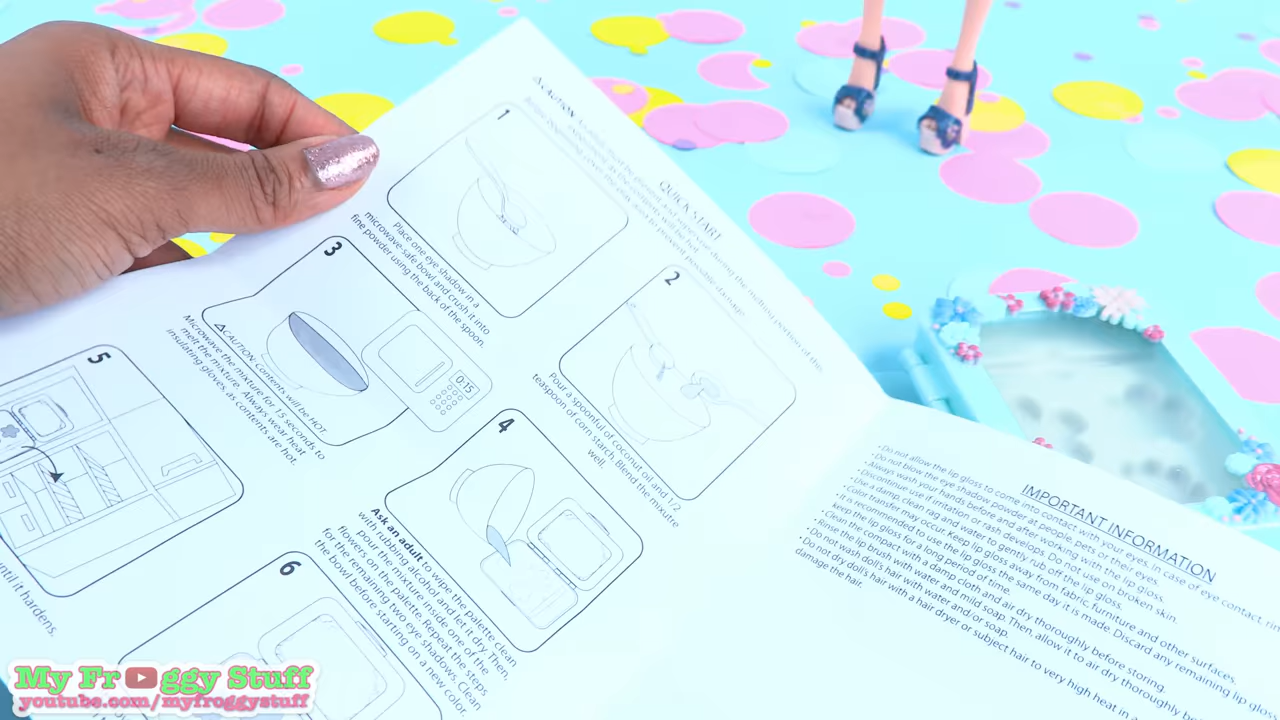 QUICK START
⚠CAUTION:
1
Place one eye shadow in a
microwave-safe bowl and crush it into
fine powder using the back of the spoon.
2
Pour a spoonful of coconut oil and 1/2
teaspoon of corn starch. Blend the mixutre
well.
3
0:15
⚠CAUTION: Contents will be HOT.
Microwave the mixture for 15 seconds to
melt the mixture. Always wear heat
insulating gloves, as contents are hot.
4
Ask an adult to wipe the palette clean
with rubbing alcohol and let it dry. Then,
pour the mixture inside one of the
flowers on the palette. Repeat the steps
for the remaining two eye shadows. Clean
bowl before starting on a new color.
5
until it hardens.
6
IMPORTANT INFORMATION
• Do not allow the lip gloss to come into contact with your eyes, in case of eye contact, rin
• Do not blow the eye shadow powder at people, pets, or their eyes.
• Always wash your hands before and after working with the lip gloss.
• Discontinue use if irritation or rash develops. Do not use on broken skin.
• Use a damp, clean rag and water to gently rub off the lip gloss.
• Color transfer may occur. Keep lip gloss away from fabric, furniture and other surfaces.
• It is recommended to use the lip gloss the same day it is made. Discard any remaining lip gloss
keep the lip gloss for a long period of time.
• Clean the compact with a damp cloth and air dry thoroughly before storing.
• Rinse the lip brush with water and mild soap. Then, allow it to air dry thoroughly
• Do not wash doll's hair with water and/or soap.
• Do not dry doll's hair with a hair dryer or subject hair to very high heat in a
damage the hair.
My Froggy Stuff
youtube.com/myfroggystuff